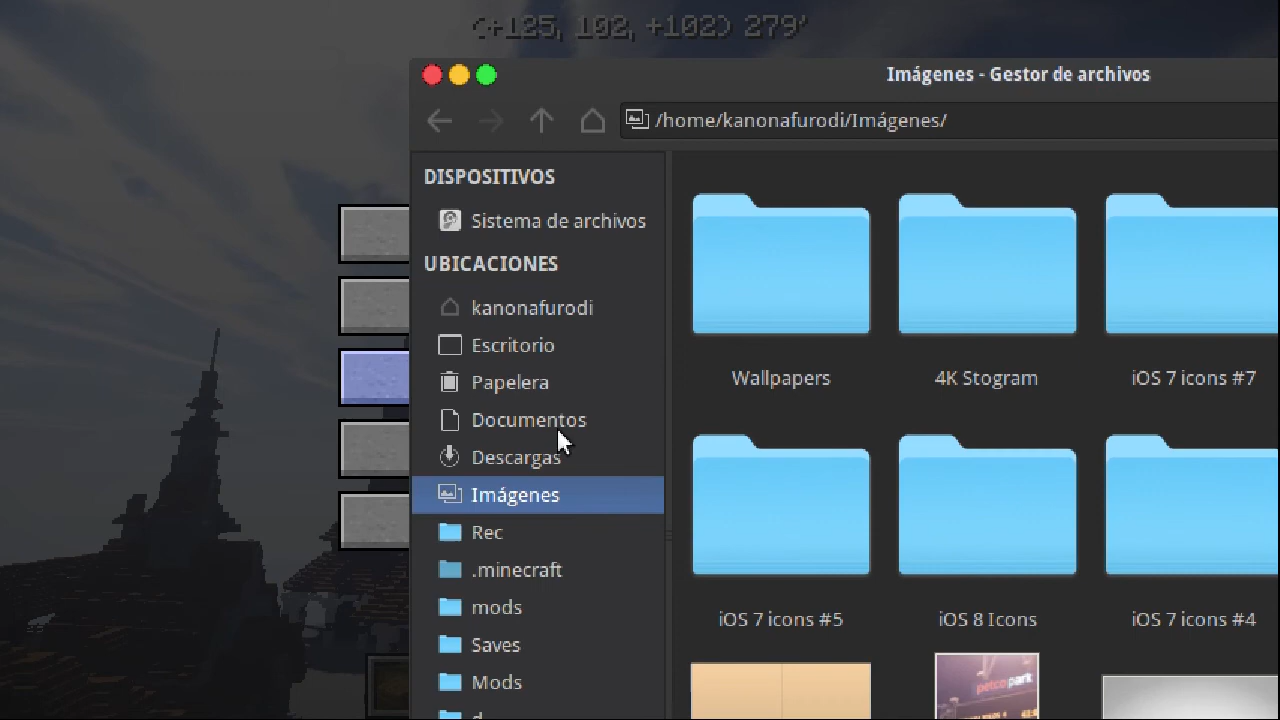 (+125, 102, +102) 279°
Imágenes - Gestor de archivos
/home/kanonafurodi/Imágenes/
DISPOSITIVOS
Sistema de archivos
UBICACIONES
kanonafurodi
Escritorio
Papelera
Documentos
Descargas
Imágenes
Rec
.minecraft
mods
Saves
Mods
Wallpapers
4K Stogram
iOS 7 icons #7
iOS 7 icons #5
iOS 8 Icons
iOS 7 icons #4
petco park